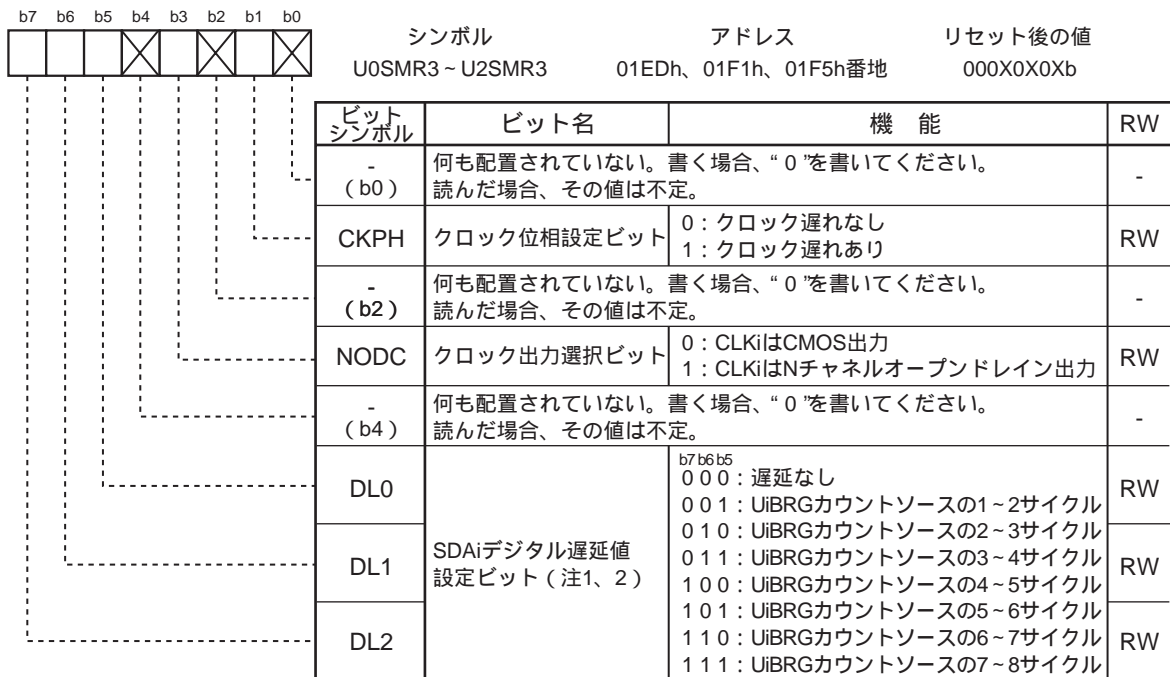 b7 b6 b5 b4 b3 b2 b1 b0
シンボル アドレス リセット後の値
U0SMR3~U2SMR3 01EDh、01F1h、01F5h番地 000X0X0Xb
ビット
シンボル
ビット名 機 能 RW
-
(b0)
何も配置されていない。書く場合、“0”を書いてください。
読んだ場合、その値は不定。
-
CKPH クロック位相設定ビット
0:クロック遅れなし
1:クロック遅れあり
RW
-
(b2)
何も配置されていない。書く場合、“0”を書いてください。
読んだ場合、その値は不定。
-
NODC クロック出力選択ビット
0:CLKiはCMOS出力
1:CLKiはNチャネルオープンドレイン出力
RW
-
(b4)
何も配置されていない。書く場合、“0”を書いてください。
読んだ場合、その値は不定。
-
DL0
DL1
DL2
SDAiデジタル遅延値
設定ビット(注1、2)
b7b6b5
0 0 0:遅延なし
0 0 1:UiBRGカウントソースの1~2サイクル
0 1 0:UiBRGカウントソースの2~3サイクル
0 1 1:UiBRGカウントソースの3~4サイクル
1 0 0:UiBRGカウントソースの4~5サイクル
1 0 1:UiBRGカウントソースの5~6サイクル
1 1 0:UiBRGカウントソースの6~7サイクル
1 1 1:UiBRGカウントソースの7~8サイクル
RW
RW
RW